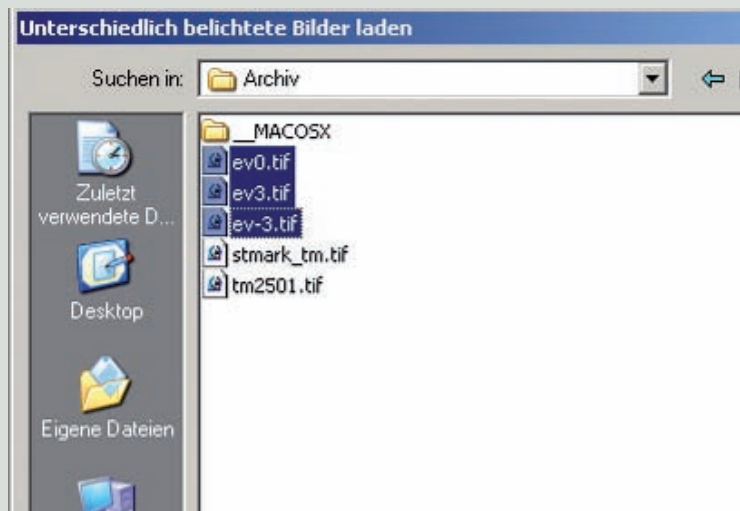 Unterschiedlich belichtete Bilder laden
Suchen in: Archiv
Zuletzt
verwendete D...
Desktop
Eigene Dateien
__MACOSX
ev0.tif
ev3.tif
ev-3.tif
stmark_tm.tif
tm2501.tif